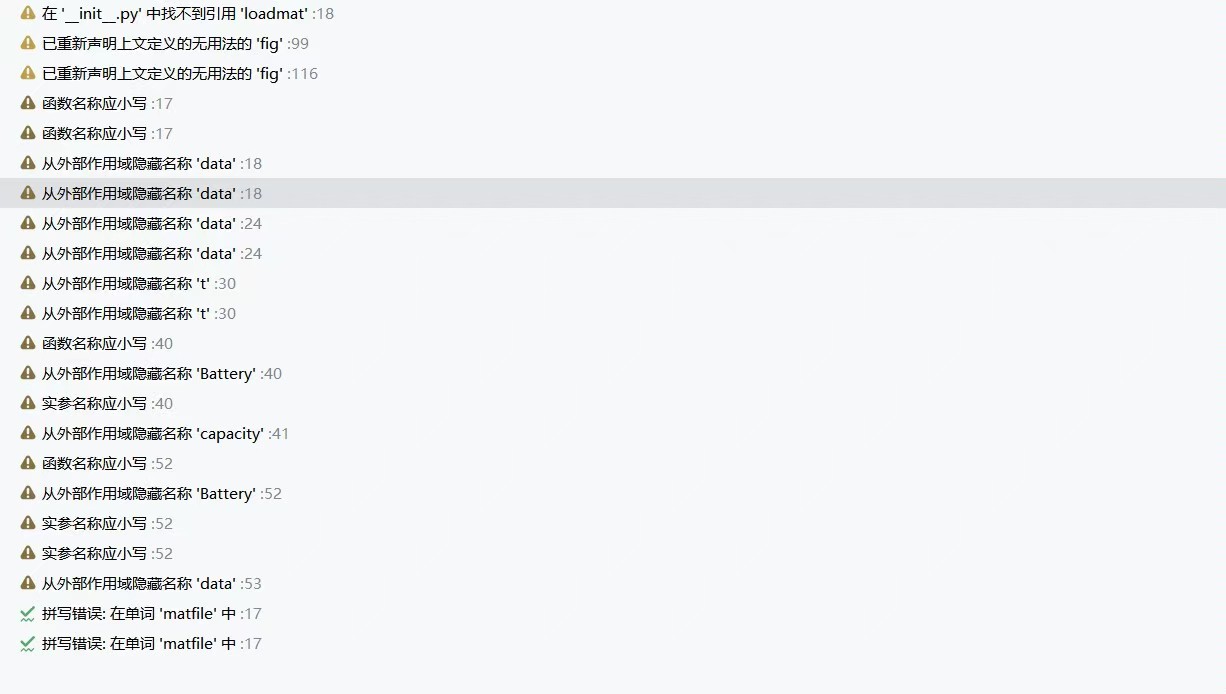 在 '__init__.py' 中找不到引用 'loadmat' :18
已重新声明上文定义的无用法的 'fig' :99
已重新声明上文定义的无用法的 'fig' :116
函数名称应小写 :17
函数名称应小写 :17
从外部作用域隐藏名称 'data' :18
从外部作用域隐藏名称 'data' :18
从外部作用域隐藏名称 'data' :24
从外部作用域隐藏名称 'data' :24
从外部作用域隐藏名称 't' :30
从外部作用域隐藏名称 't' :30
函数名称应小写 :40
从外部作用域隐藏名称 'Battery' :40
实参名称应小写 :40
从外部作用域隐藏名称 'capacity' :41
函数名称应小写 :52
从外部作用域隐藏名称 'Battery' :52
实参名称应小写 :52
实参名称应小写 :52
从外部作用域隐藏名称 'data' :53
拼写错误: 在单词 'matfile' 中 :17
拼写错误: 在单词 'matfile' 中 :17